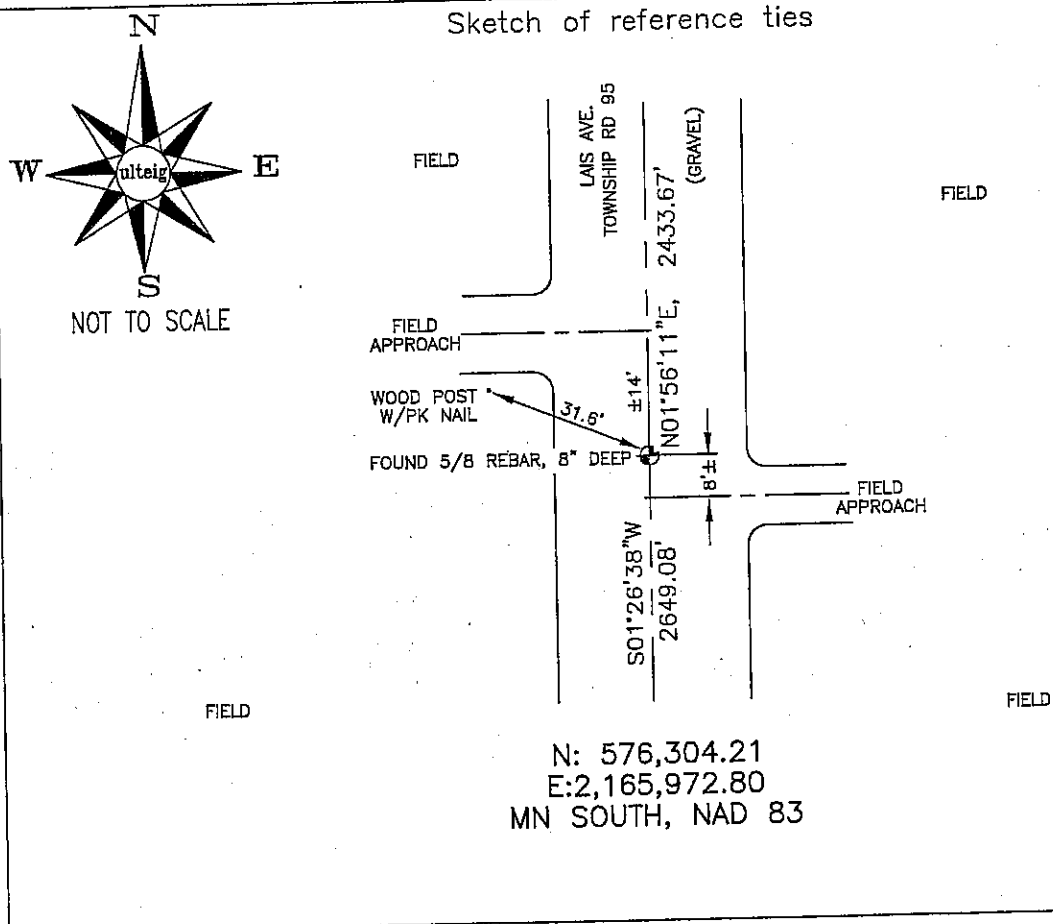 Sketch of reference ties
N
W
ulteig
E
S
NOT TO SCALE
FIELD
LAIS AVE.
TOWNSHIP RD 95
(GRAVEL)
FIELD
N01°56'11"E, 2433.67'
FIELD
APPROACH
±14'
WOOD POST
W/PK NAIL
31.6'
FOUND 5/8 REBAR, 8" DEEP
8'±
FIELD
APPROACH
S01°26'38"W
2649.08'
FIELD
FIELD
N: 576,304.21
E:2,165,972.80
MN SOUTH, NAD 83